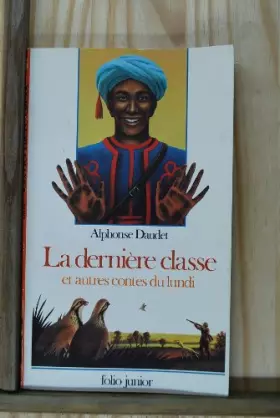 Alphonse Daudet
La dernière classe
et autres contes du lundi
folio junior